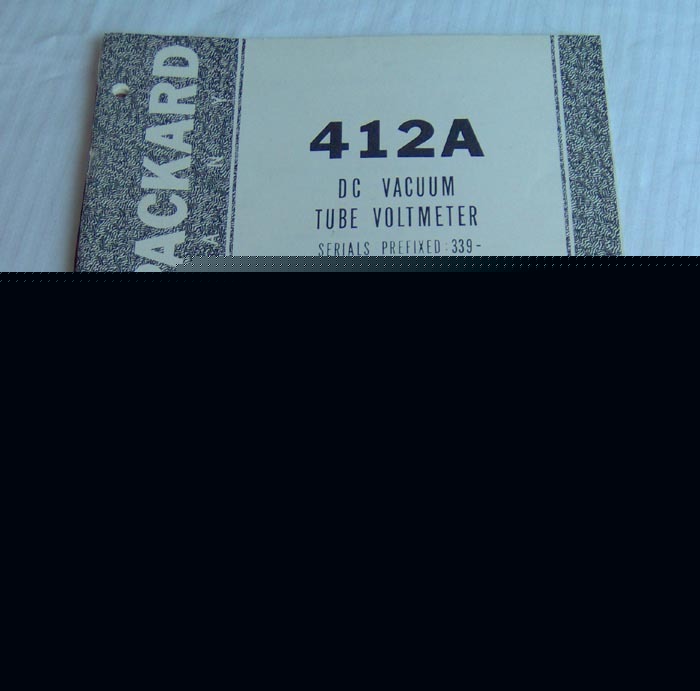 412A
DC VACUUM
TUBE VOLTMETER
SERIALS PREFIXED: 339-
PACKARD
A N Y